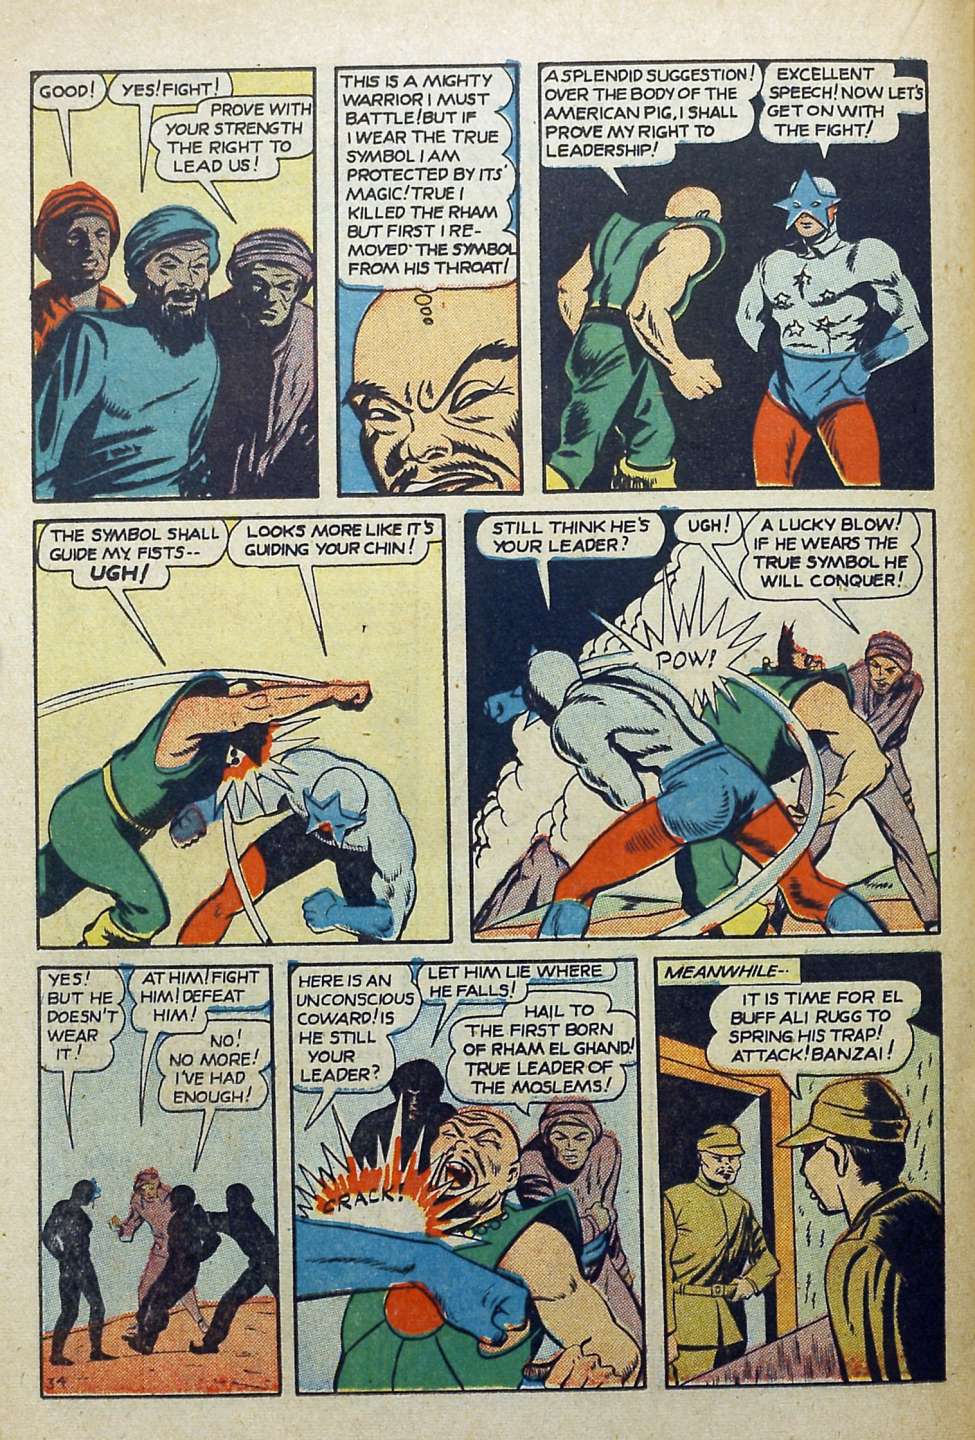 GOOD!
YES! FIGHT!
PROVE WITH
YOUR STRENGTH
THE RIGHT TO
LEAD US!
THIS IS A MIGHTY
WARRIOR I MUST
BATTLE! BUT IF
I WEAR THE TRUE
SYMBOL I AM
PROTECTED BY ITS'
MAGIC! TRUE I
KILLED THE RHAM
BUT FIRST I RE-
MOVED THE SYMBOL
FROM HIS THROAT!
A SPLENDID SUGGESTION!
OVER THE BODY OF THE
AMERICAN PIG, I SHALL
PROVE MY RIGHT TO
LEADERSHIP!
EXCELLENT
SPEECH! NOW LET'S
GET ON WITH
THE FIGHT!
THE SYMBOL SHALL
GUIDE MY FISTS--
UGH!
LOOKS MORE LIKE IT'S
GUIDING YOUR CHIN!
STILL THINK HE'S
YOUR LEADER?
UGH!
A LUCKY BLOW!
IF HE WEARS THE
TRUE SYMBOL HE
WILL CONQUER!
POW!
YES!
BUT HE
DOESN'T
WEAR
IT!
AT HIM! FIGHT
HIM! DEFEAT
HIM!
NO!
NO MORE!
I'VE HAD
ENOUGH!
34
HERE IS AN
UNCONSCIOUS
COWARD! IS
HE STILL
YOUR
LEADER?
LET HIM LIE WHERE
HE FALLS!
HAIL TO
THE FIRST BORN
OF RHAM EL GHAND!
TRUE LEADER OF
THE MOSLEMS!
CRACK!
MEANWHILE--
IT IS TIME FOR EL
BUFF ALI RUGG TO
SPRING HIS TRAP!
ATTACK! BANZAI!